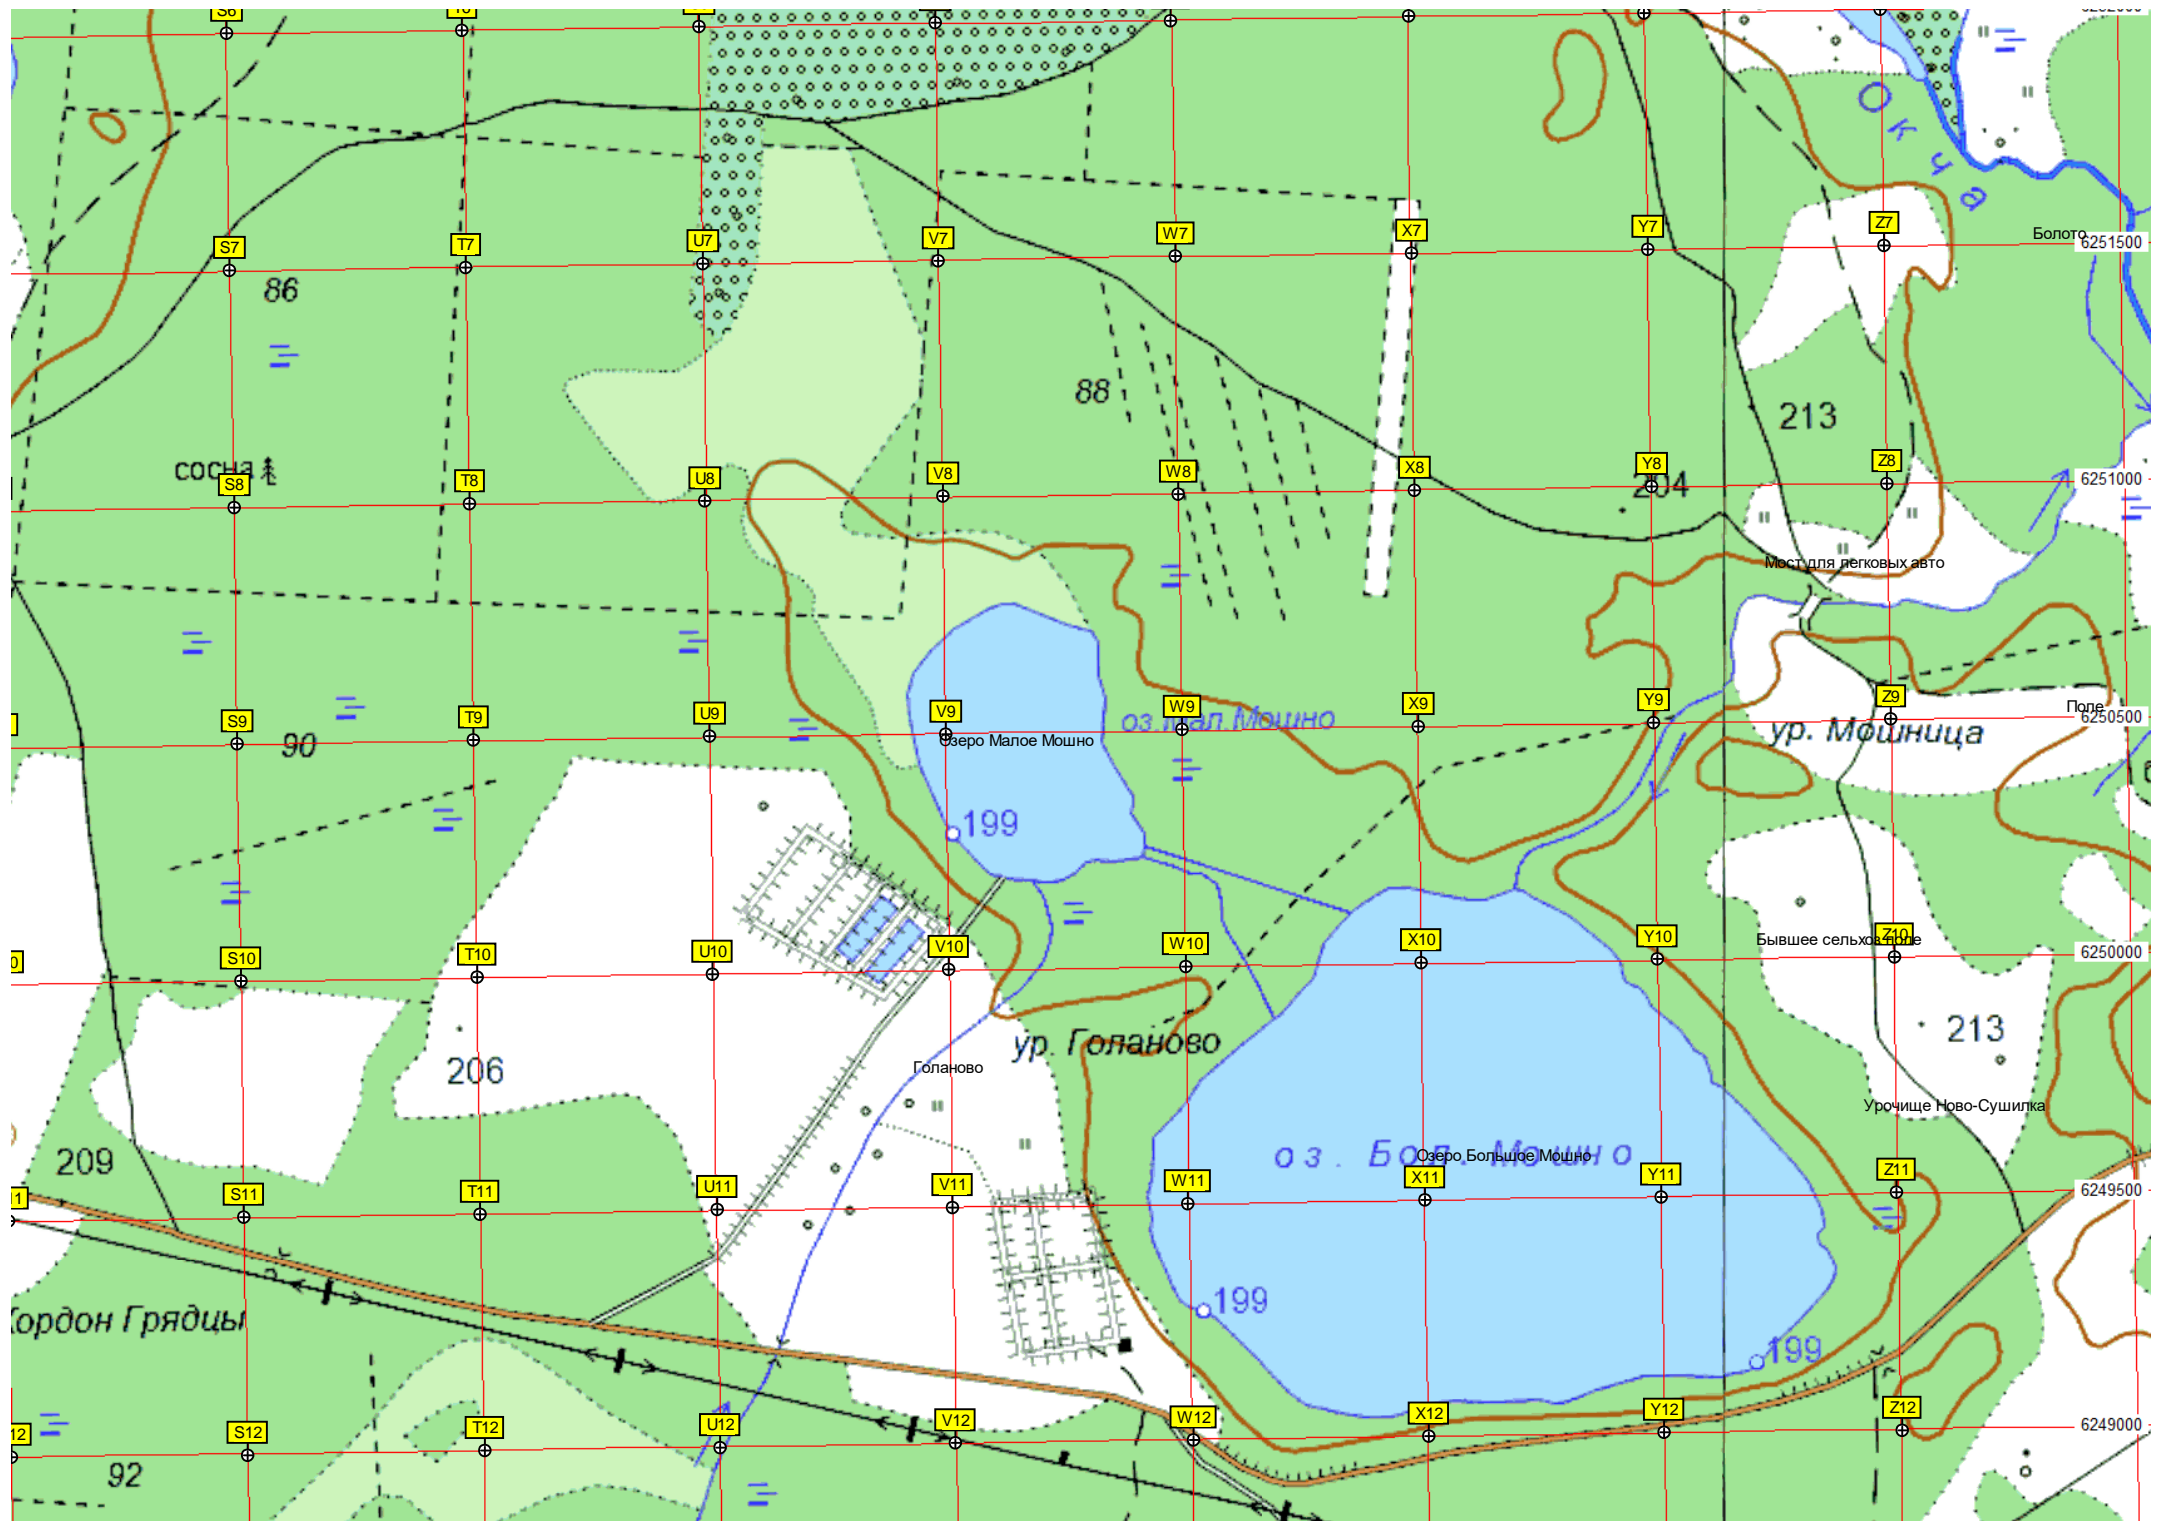 S6
О к ч а
S7
T7
U7
V7
W7
X7
Y7
Z7
Болото
6251500
86
88
213
сосна
S8
T8
U8
V8
W8
X8
Y8
Z8
204
6251000
Мост для легковых авто
S9
T9
U9
V9
W9
X9
Y9
Z9
Поле
6250500
90
оз.Мал.Мошно
Озеро Малое Мошно
ур. Мошница
199
S10
T10
U10
V10
W10
X10
Y10
Z10
Бывшее сельхоз поле
6250000
206
ур. Голаново
Голаново
213
Урочище Ново-Сушилка
209
оз. Бол. Мошно
Озеро Большое Мошно
S11
T11
U11
V11
W11
X11
Y11
Z11
6249500
199
Кордон Грядцы
199
S12
T12
U12
V12
W12
X12
Y12
Z12
6249000
92